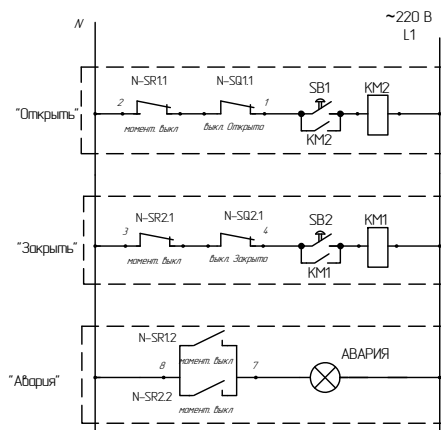 N
~220 В
L1
N-SR1.1
N-SQ1.1
SB1
KM2
"Открыть"
2
1
момент. выкл
выкл. Открыто
KM2
N-SR2.1
N-SQ2.1
SB2
KM1
"Закрыть"
3
4
момент. выкл
выкл. Закрыто
KM1
N-SR1.2
АВАРИЯ
момент. выкл
8
7
"Авария"
N-SR2.2
момент. выкл